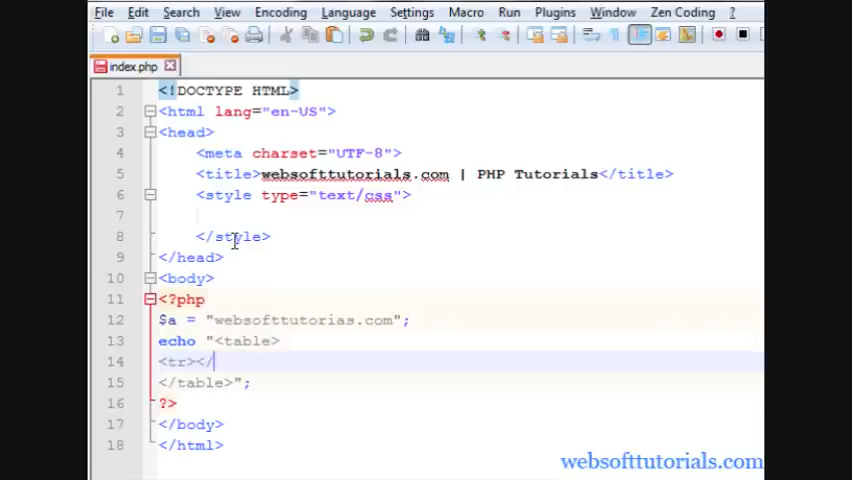 File Edit Search View Encoding Language Settings Macro Run Plugins Window Zen Coding ?
index.php
1 <!DOCTYPE HTML>
2 <html lang="en-US">
3 <head>
4 <meta charset="UTF-8">
5 <title>websofttutorials.com | PHP Tutorials</title>
6 <style type="text/css">
7
8 </style>
9 </head>
10 <body>
11 <?php
12 $a = "websofttutorias.com";
13 echo "<table>
14 <tr></
15 </table>";
16 ?>
17 </body>
18 </html>
websofttutorials.com